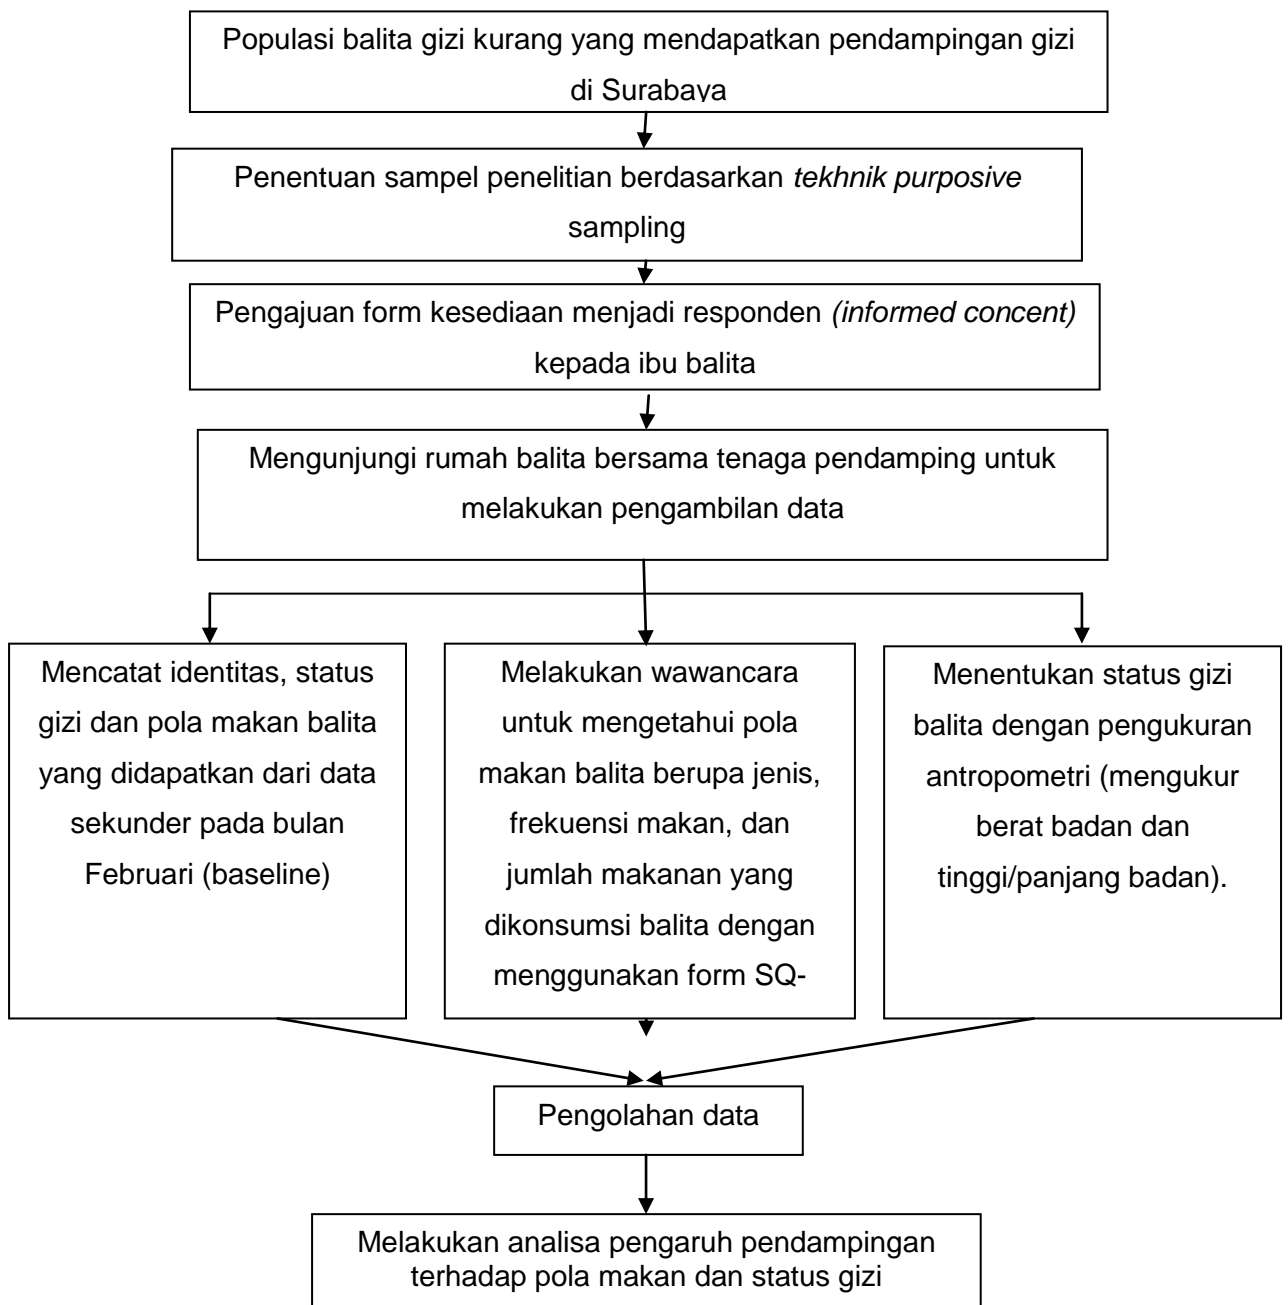 Populasi balita gizi kurang yang mendapatkan pendampingan gizi
di Surabaya
Penentuan sampel penelitian berdasarkan tekhnik purposive
sampling
Pengajuan form kesediaan menjadi responden (informed concent)
kepada ibu balita
Mengunjungi rumah balita bersama tenaga pendamping untuk
melakukan pengambilan data
Mencatat identitas, status
gizi dan pola makan balita
yang didapatkan dari data
sekunder pada bulan
Februari (baseline)
Melakukan wawancara
untuk mengetahui pola
makan balita berupa jenis,
frekuensi makan, dan
jumlah makanan yang
dikonsumsi balita dengan
menggunakan form SQ-
Menentukan status gizi
balita dengan pengukuran
antropometri (mengukur
berat badan dan
tinggi/panjang badan).
Pengolahan data
Melakukan analisa pengaruh pendampingan
terhadap pola makan dan status gizi